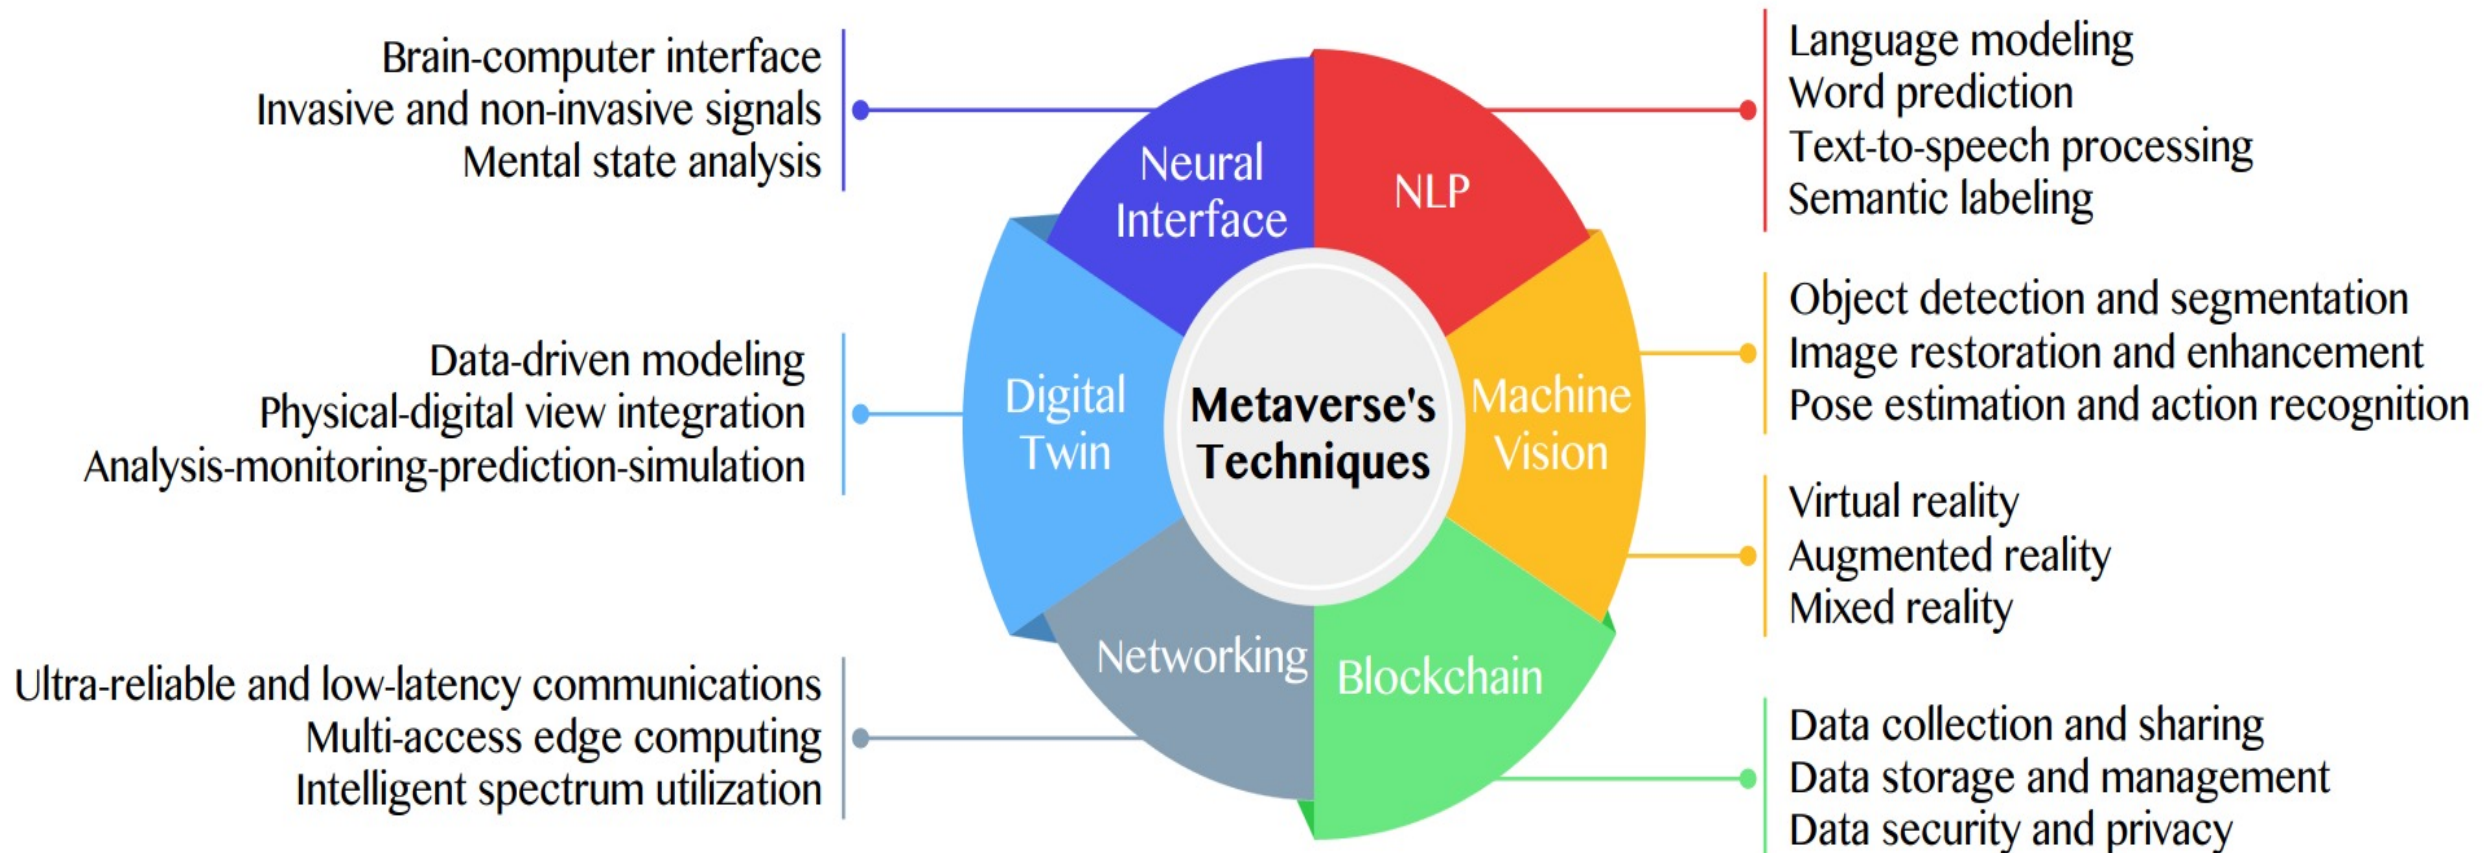 Brain-computer interface
Invasive and non-invasive signals
Mental state analysis
Data-driven modeling
Physical-digital view integration
Analysis-monitoring-prediction-simulation
Ultra-reliable and low-latency communications
Multi-access edge computing
Intelligent spectrum utilization
Neural
Interface
NLP
Digital
Twin
Metaverse's
Techniques
Machine
Vision
Networking
Blockchain
Language modeling
Word prediction
Text-to-speech processing
Semantic labeling
Object detection and segmentation
Image restoration and enhancement
Pose estimation and action recognition
Virtual reality
Augmented reality
Mixed reality
Data collection and sharing
Data storage and management
Data security and privacy